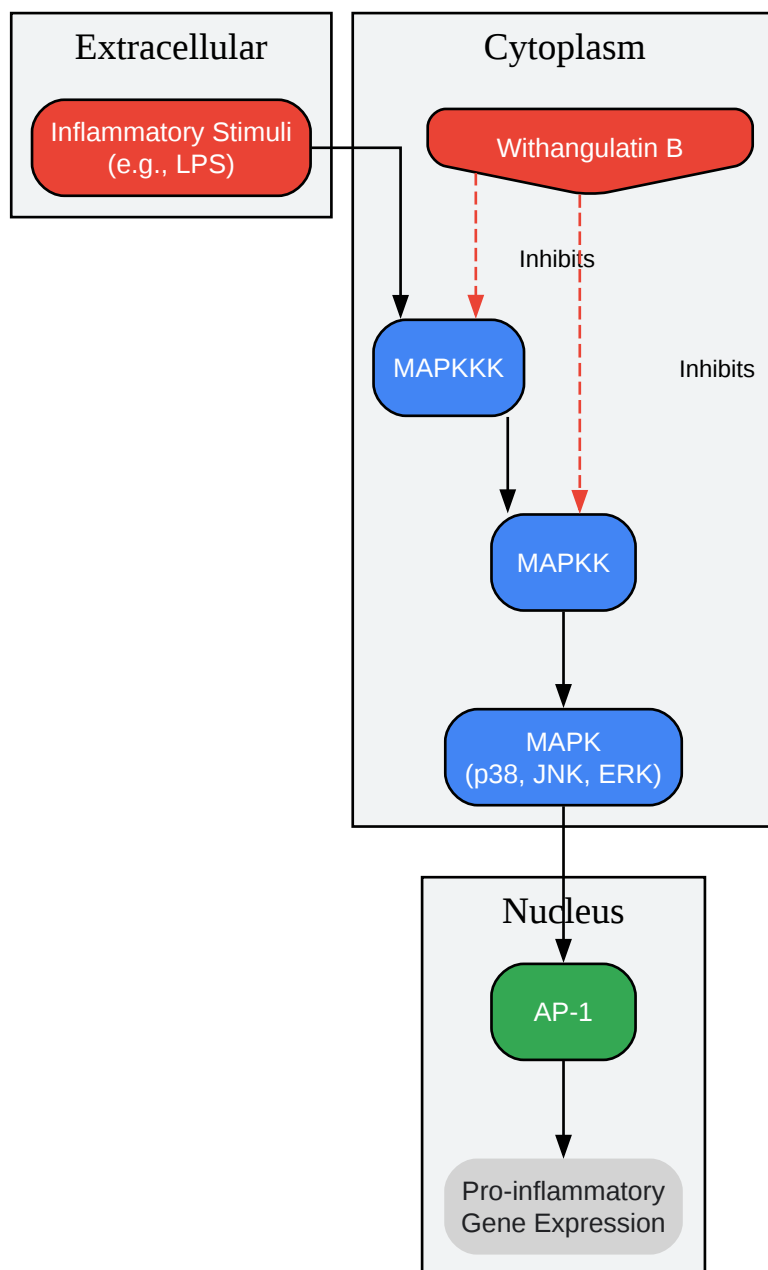 Extracellular
Cytoplasm
Inflammatory Stimuli
(e.g., LPS)
Withangulatin B
Inhibits
MAPKKK
Inhibits
MAPKK
MAPK
(p38, JNK, ERK)
Nucleus
AP-1
Pro-inflammatory
Gene Expression